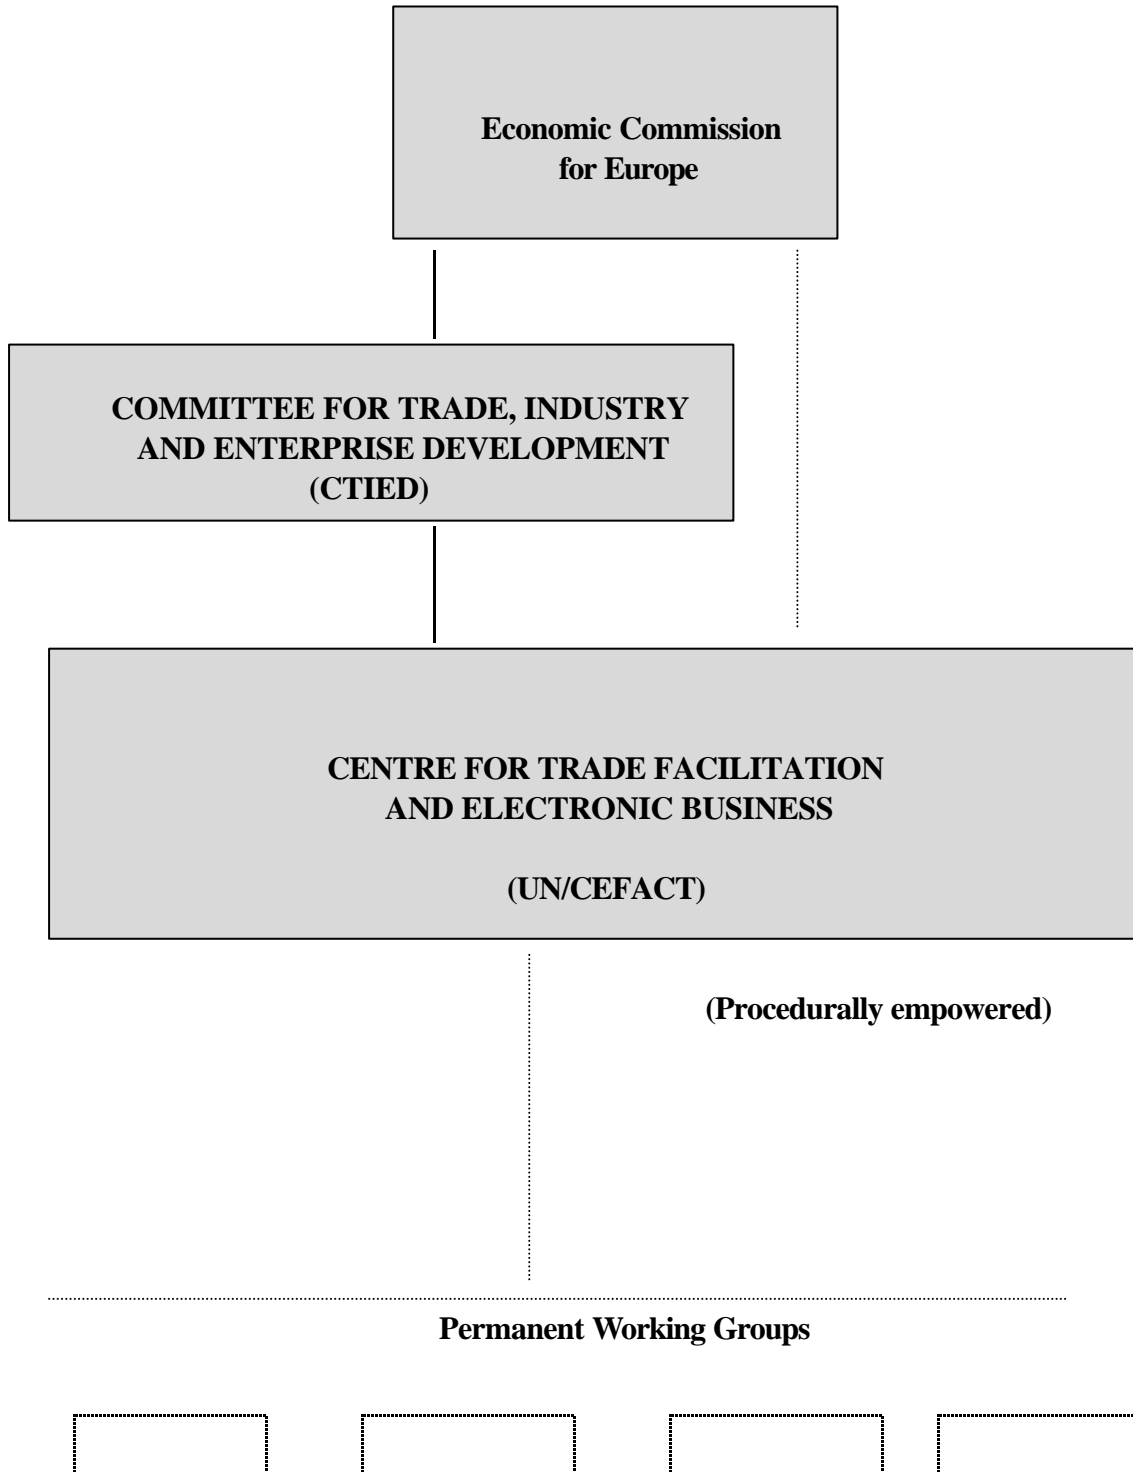 Economic Commission
for Europe
COMMITTEE FOR TRADE, INDUSTRY
AND ENTERPRISE DEVELOPMENT
(CTIED)
CENTRE FOR TRADE FACILITATION
AND ELECTRONIC BUSINESS
(UN/CEFACT)
(Procedurally empowered)
Permanent Working Groups